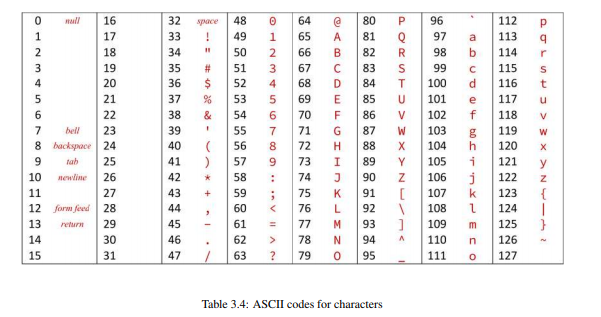 0 null 16 32 space 48 0 64 @ 80 P 96 ` 112 p
1 17 33 ! 49 1 65 A 81 Q 97 a 113 q
2 18 34 " 50 2 66 B 82 R 98 b 114 r
3 19 35 # 51 3 67 C 83 S 99 c 115 s
4 20 36 $ 52 4 68 D 84 T 100 d 116 t
5 21 37 % 53 5 69 E 85 U 101 e 117 u
6 22 38 & 54 6 70 F 86 V 102 f 118 v
7 bell 23 39 ' 55 7 71 G 87 W 103 g 119 w
8 backspace 24 40 ( 56 8 72 H 88 X 104 h 120 x
9 tab 25 41 ) 57 9 73 I 89 Y 105 i 121 y
10 newline 26 42 * 58 : 74 J 90 Z 106 j 122 z
11 27 43 + 59 ; 75 K 91 [ 107 k 123 {
12 form feed 28 44 , 60 < 76 L 92 \ 108 l 124 |
13 return 29 45 - 61 = 77 M 93 ] 109 m 125 }
14 30 46 . 62 > 78 N 94 ^ 110 n 126 ~
15 31 47 / 63 ? 79 O 95 _ 111 o 127
Table 3.4: ASCII codes for characters